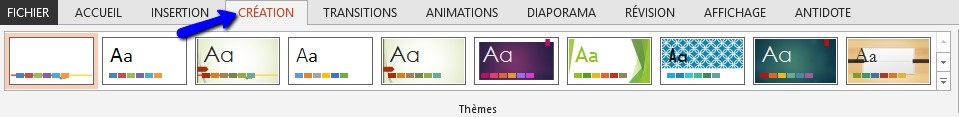 FICHIER ACCUEIL INSERTION CRÉATION TRANSITIONS ANIMATIONS DIAPORAMA RÉVISION AFFICHAGE ANTIDOTE
Aa Aa Aa Aa Aa Aa Aa Aa Aa
Thèmes